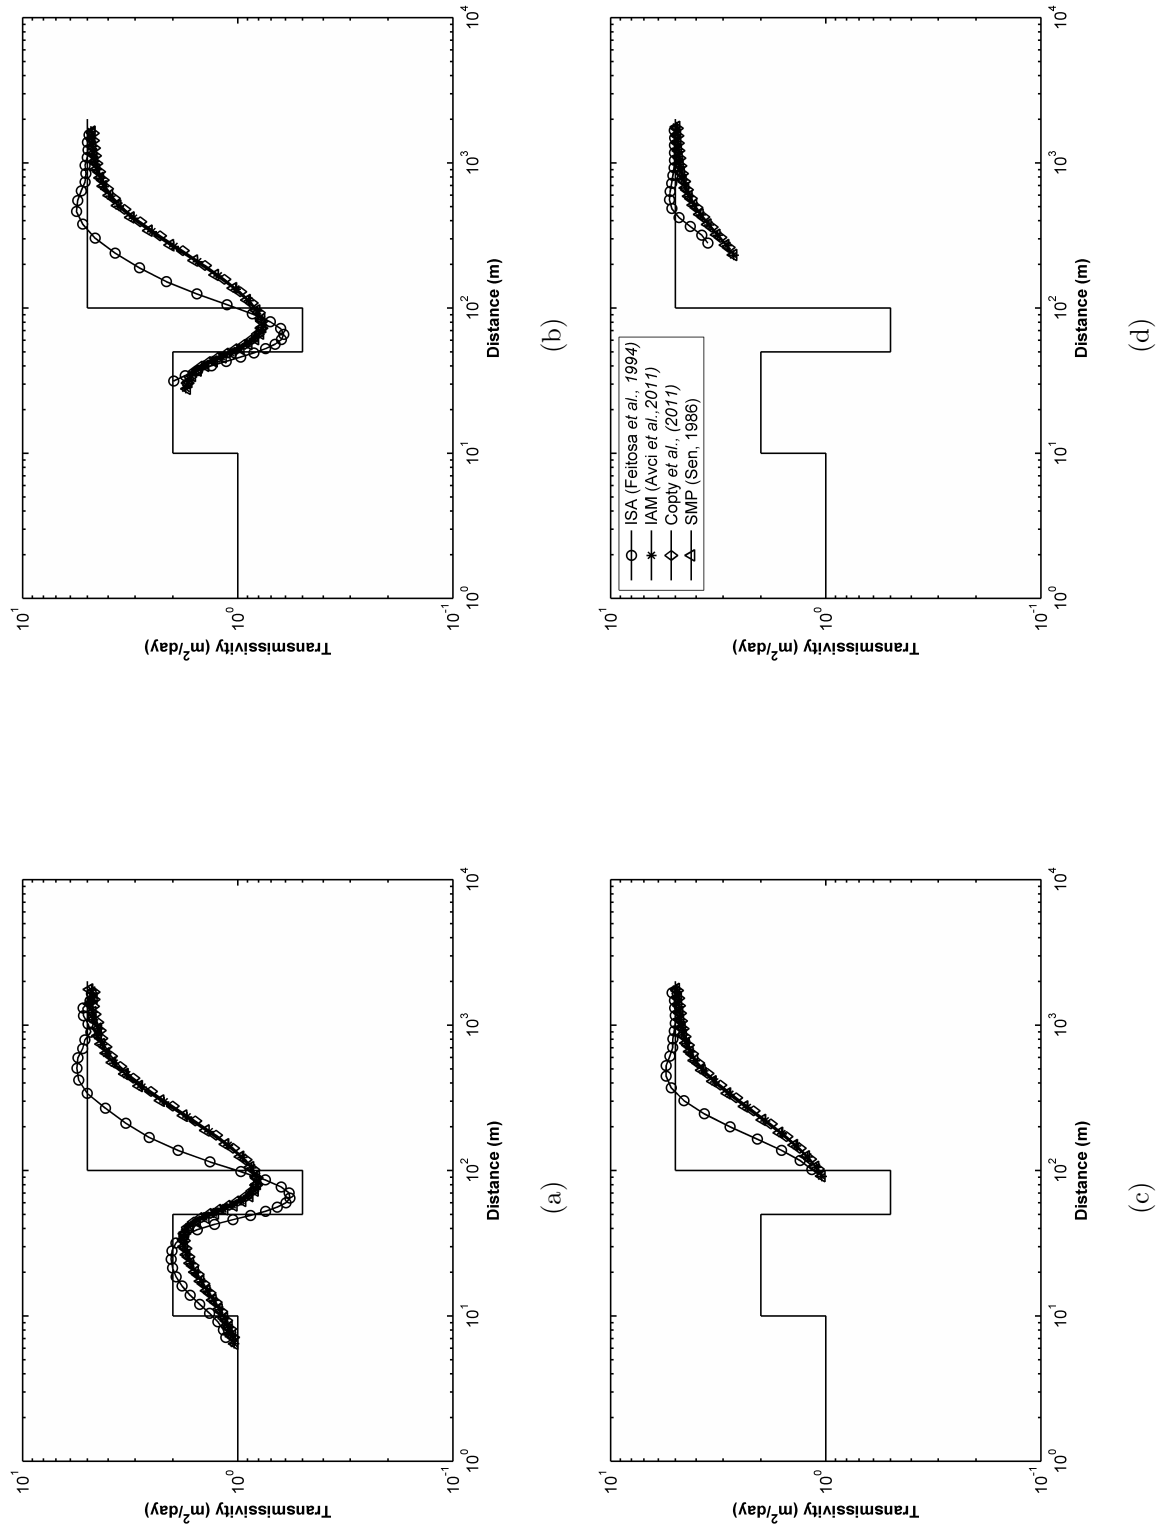 10^1
10^0
10^-1
Transmissivity (m^2/day)
10^0
10^1
10^2
10^3
10^4
Distance (m)
(a)
10^1
10^0
10^-1
Transmissivity (m^2/day)
10^0
10^1
10^2
10^3
10^4
Distance (m)
(b)
10^1
10^0
10^-1
Transmissivity (m^2/day)
10^0
10^1
10^2
10^3
10^4
Distance (m)
(c)
10^1
10^0
10^-1
Transmissivity (m^2/day)
10^0
10^1
10^2
10^3
10^4
Distance (m)
ISA (Feitosa et al., 1994)
IAM (Avci et al.,2011)
Copty et al., (2011)
SMP (Sen, 1986)
(d)